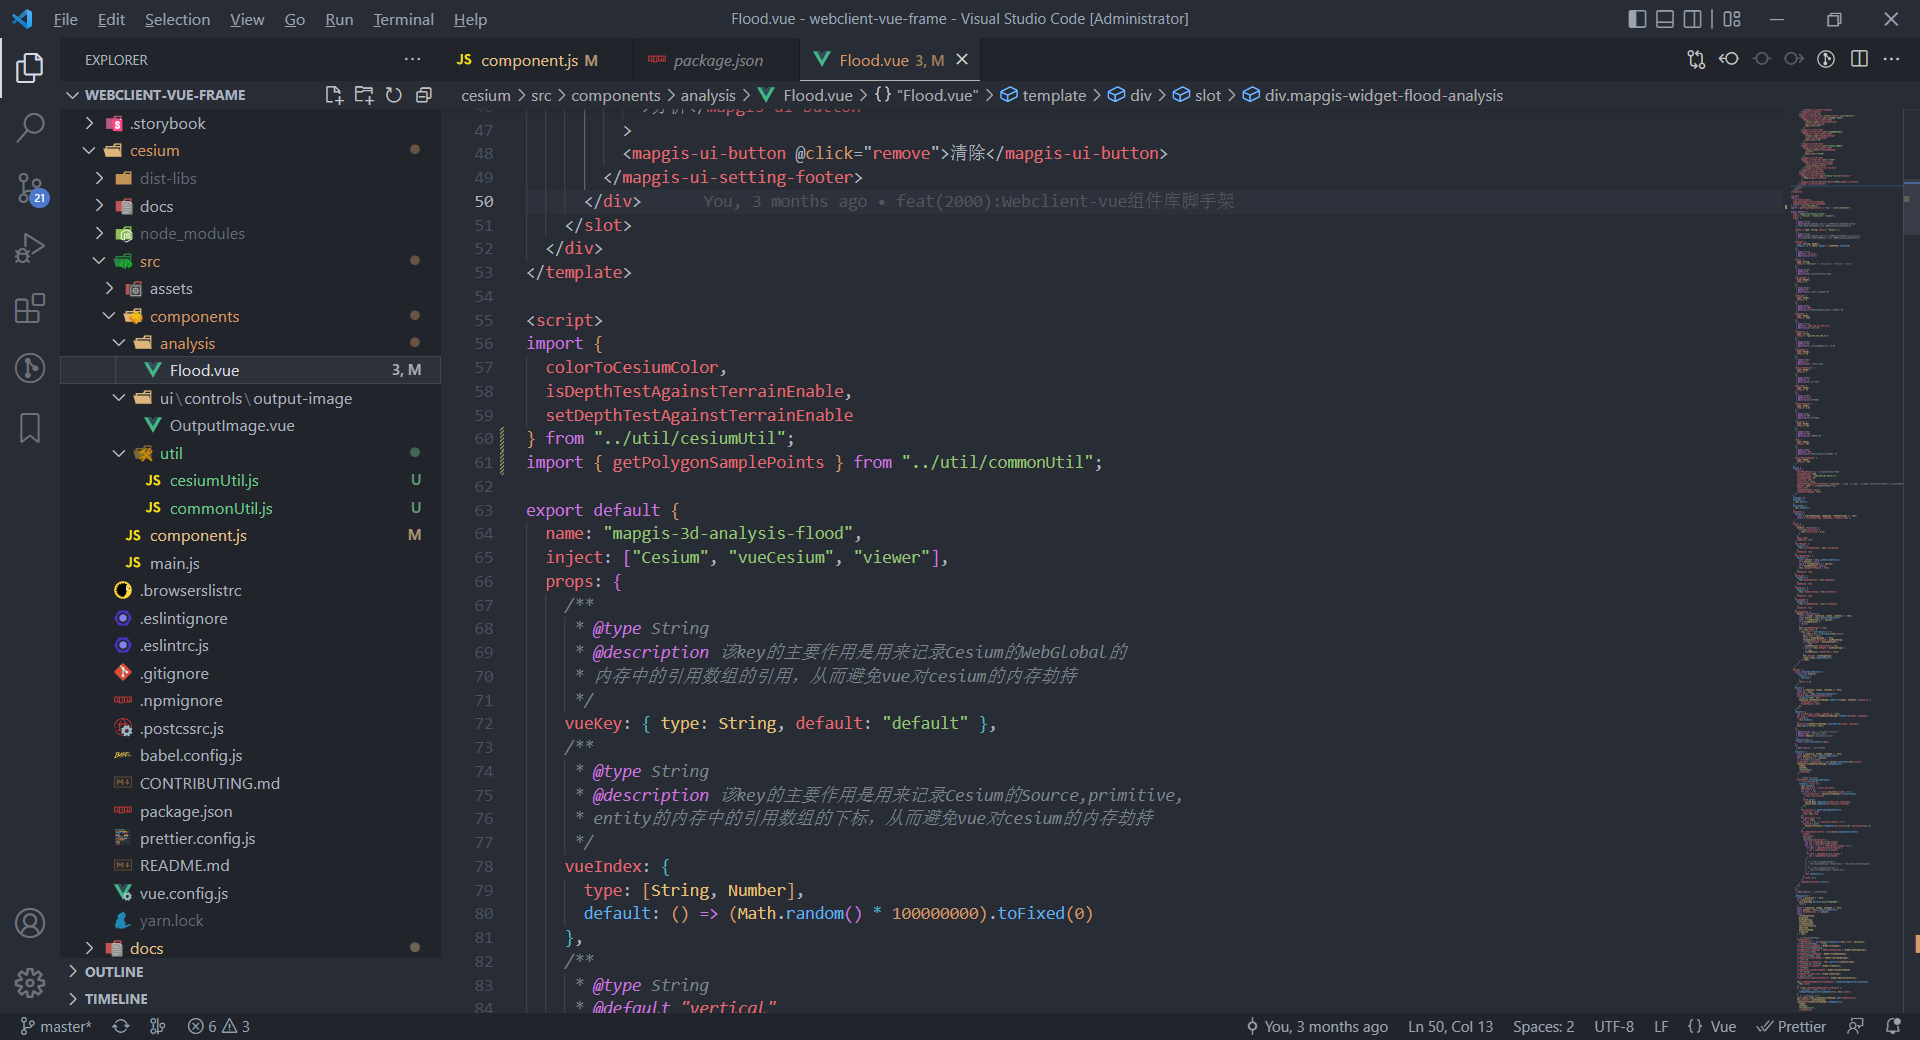 File Edit Selection View Go Run Terminal Help
Flood.vue - webclient-vue-frame - Visual Studio Code [Administrator]
EXPLORER
WEBCLIENT-VUE-FRAME
.storybook
cesium
dist-libs
docs
node_modules
src
assets
components
analysis
Flood.vue 3, M
ui\controls\output-image
OutputImage.vue
util
JS cesiumUtil.js U
JS commonUtil.js U
JS component.js M
JS main.js
.browserslistrc
.eslintignore
.eslintrc.js
.gitignore
.npmignore
.postcssrc.js
babel.config.js
CONTRIBUTING.md
package.json
prettier.config.js
README.md
vue.config.js
yarn.lock
docs
OUTLINE
TIMELINE
21
JS component.js M
package.json
Flood.vue 3, M
cesium > src > components > analysis > Flood.vue > {} "Flood.vue" > template > div > slot > div.mapgis-widget-flood-analysis
47 >
48 <mapgis-ui-button @click="remove">清除</mapgis-ui-button>
49 </mapgis-ui-setting-footer>
50 </div> You, 3 months ago • feat(2000):Webclient-vue组件库脚手架
51 </slot>
52 </div>
53 </template>
54
55 <script>
56 import {
57 colorToCesiumColor,
58 isDepthTestAgainstTerrainEnable,
59 setDepthTestAgainstTerrainEnable
60 } from "../util/cesiumUtil";
61 import { getPolygonSamplePoints } from "../util/commonUtil";
62
63 export default {
64 name: "mapgis-3d-analysis-flood",
65 inject: ["Cesium", "vueCesium", "viewer"],
66 props: {
67 /**
68 * @type String
69 * @description 该key的主要作用是用来记录Cesium的WebGlobal的
70 * 内存中的引用数组的引用，从而避免vue对cesium的内存劫持
71 */
72 vueKey: { type: String, default: "default" },
73 /**
74 * @type String
75 * @description 该key的主要作用是用来记录Cesium的Source,primitive,
76 * entity的内存中的引用数组的下标，从而避免vue对cesium的内存劫持
77 */
78 vueIndex: {
79 type: [String, Number],
80 default: () => (Math.random() * 100000000).toFixed(0)
81 },
82 /**
83 * @type String
84 * @default "vertical"
master* 6 3
You, 3 months ago Ln 50, Col 13 Spaces: 2 UTF-8 LF {} Vue Prettier